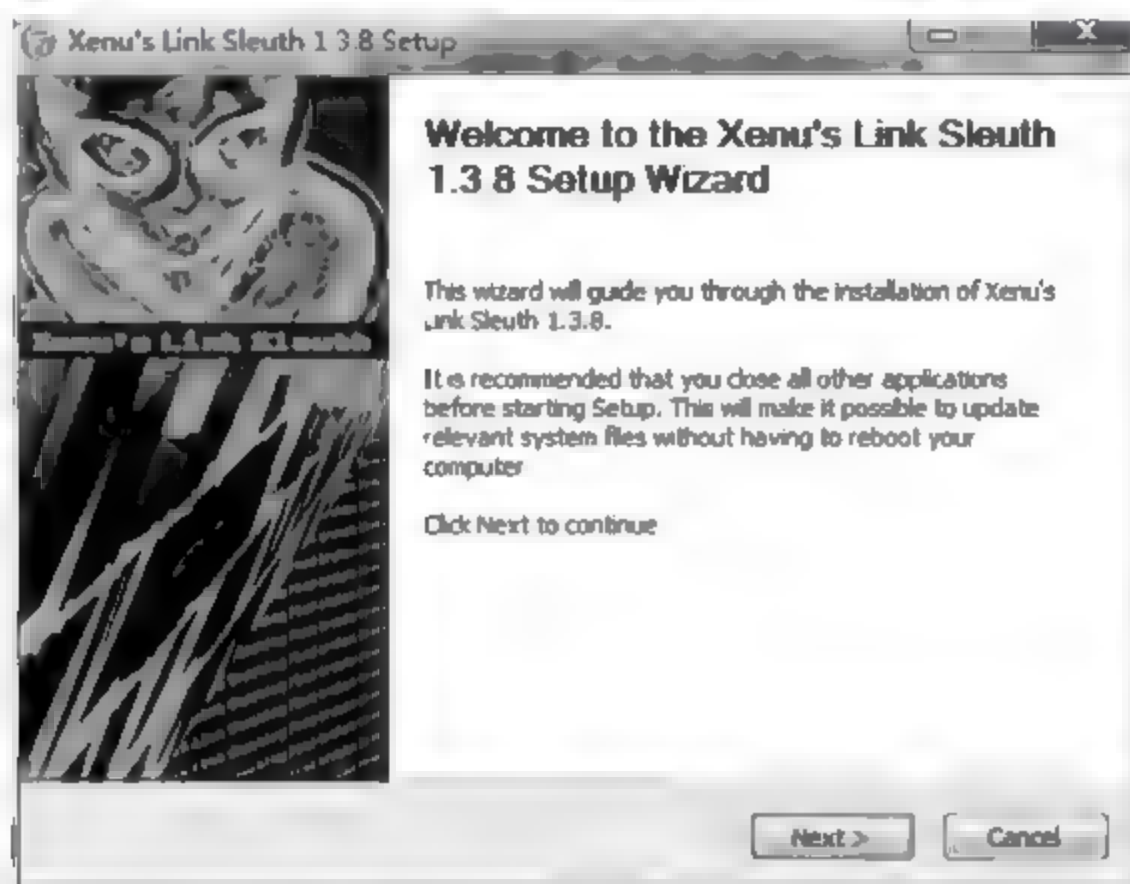 Xenu's Link Sleuth 1 3.8 Setup
X
Welcome to the Xenu's Link Sleuth
1.3 8 Setup Wizard
This wizard will guide you through the installation of Xenu's
Link Sleuth 1.3.8.
Xenu's Link Sleuth
It is recommended that you close all other applications
before starting Setup. This will make it possible to update
relevant system files without having to reboot your
computer
Click Next to continue
Next >
Cancel